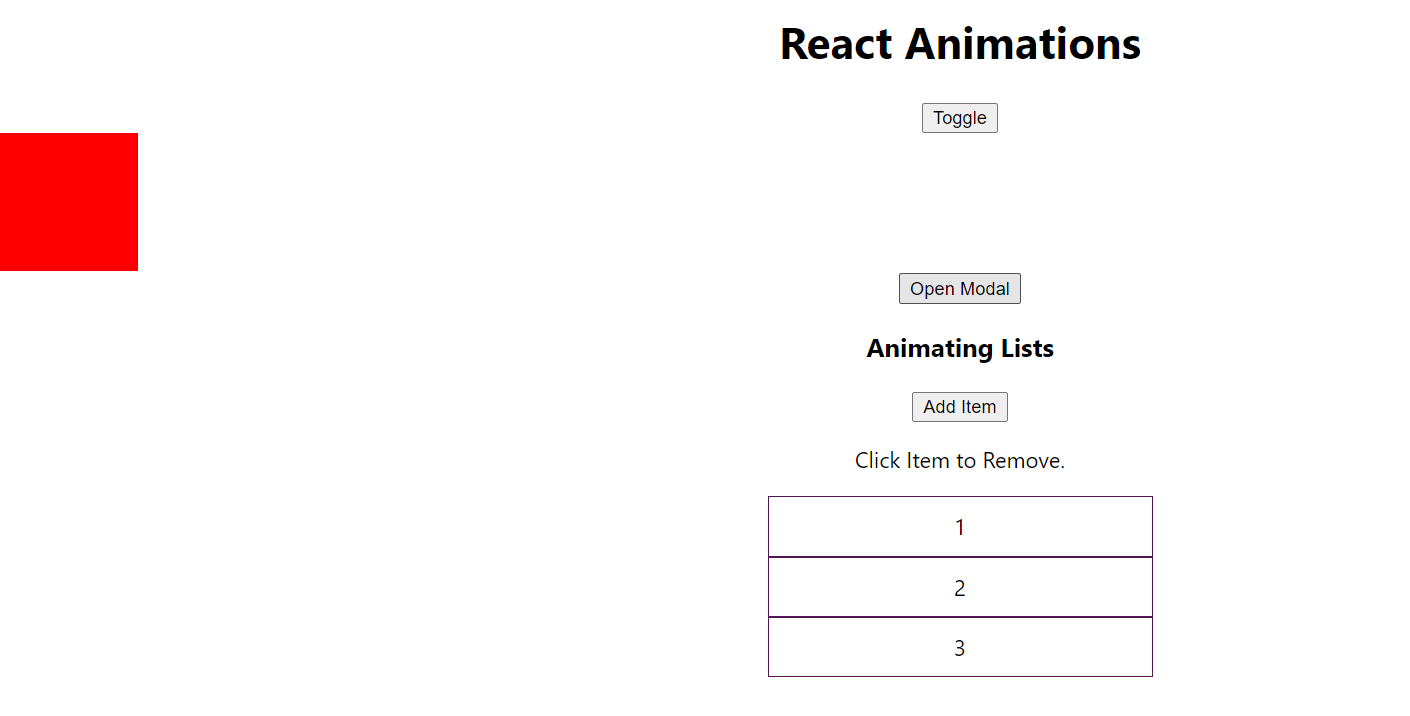 React Animations
Toggle
Open Modal
Animating Lists
Add Item
Click Item to Remove.
1
2
3